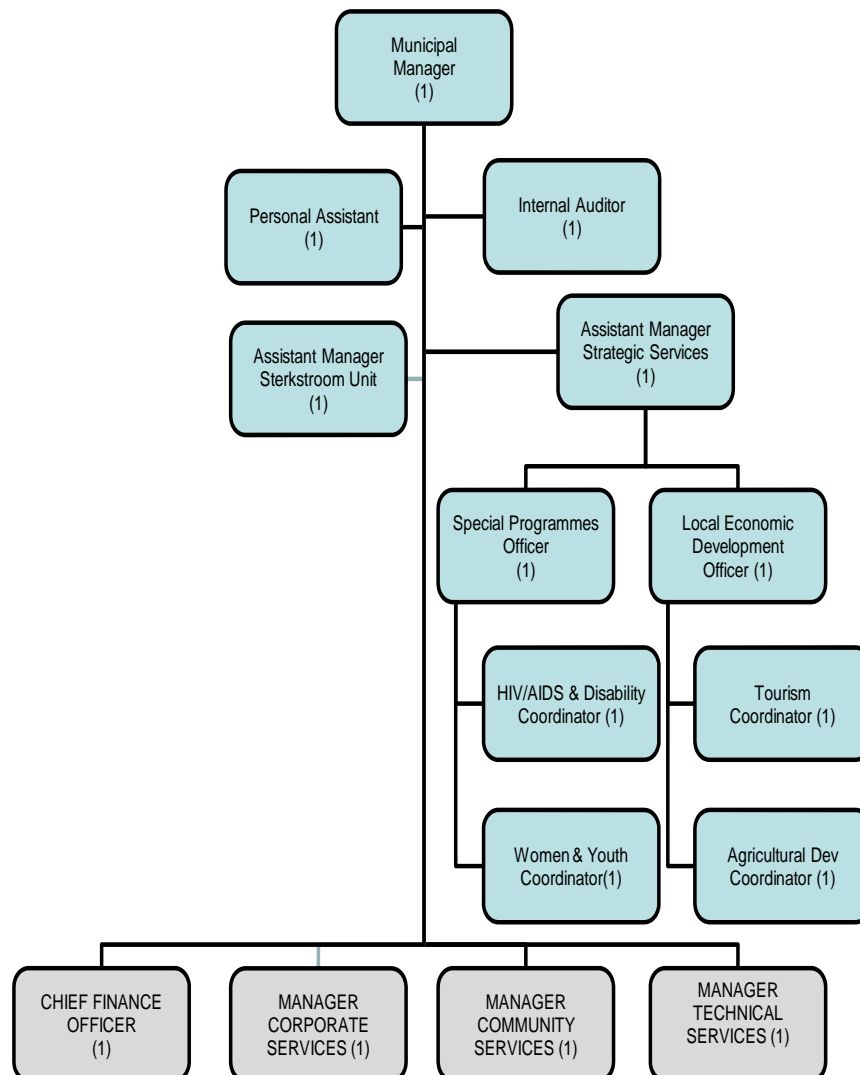 Municipal
Manager
(1)
Personal Assistant
(1)
Internal Auditor
(1)
Assistant Manager
Sterkstroom Unit
(1)
Assistant Manager
Strategic Services
(1)
Special Programmes
Officer
(1)
Local Economic
Development
Officer (1)
HIV/AIDS & Disability
Coordinator (1)
Tourism
Coordinator (1)
Women & Youth
Coordinator(1)
Agricultural Dev
Coordinator (1)
CHIEF FINANCE
OFFICER
(1)
MANAGER
CORPORATE
SERVICES (1)
MANAGER
COMMUNITY
SERVICES (1)
MANAGER
TECHNICAL
SERVICES (1)